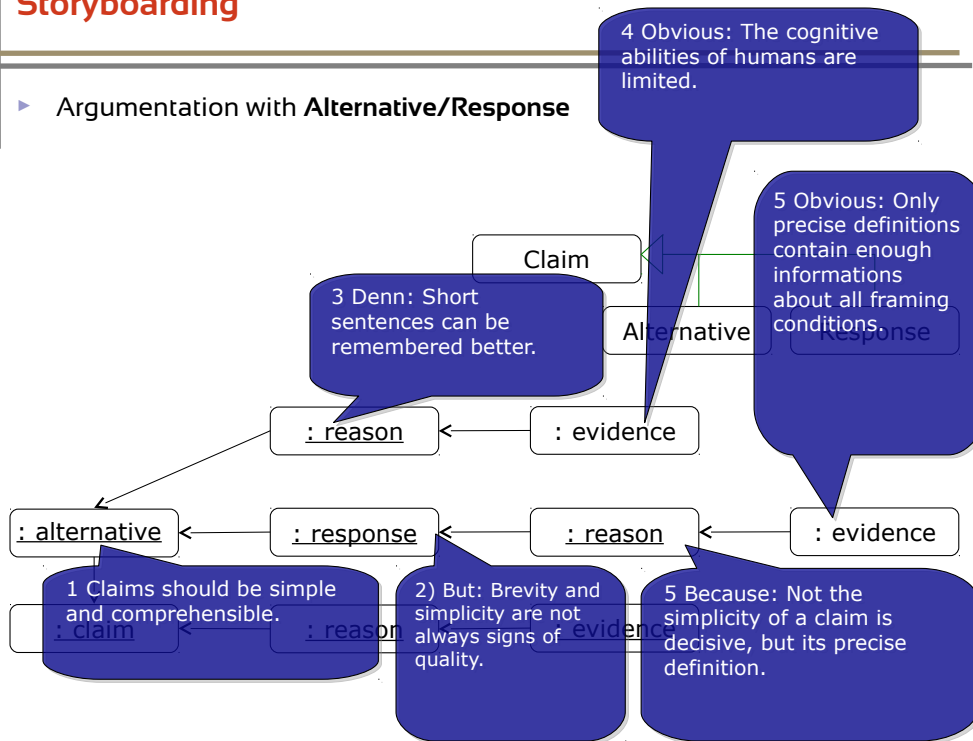 Storyboarding
4 Obvious: The cognitive
abilities of humans are
limited.
► Argumentation with Alternative/Response
5 Obvious: Only
precise definitions
contain enough
informations
about all framing
conditions.
Claim
3 Denn: Short
sentences can be
remembered better.
Alternative
Response
: reason
: evidence
: alternative
: response
: reason
: evidence
1 Claims should be simple
and comprehensible.
2) But: Brevity and
simplicity are not
always signs of
quality.
5 Because: Not the
simplicity of a claim is
decisive, but its precise
definition.
: claim
: reason
: evidence